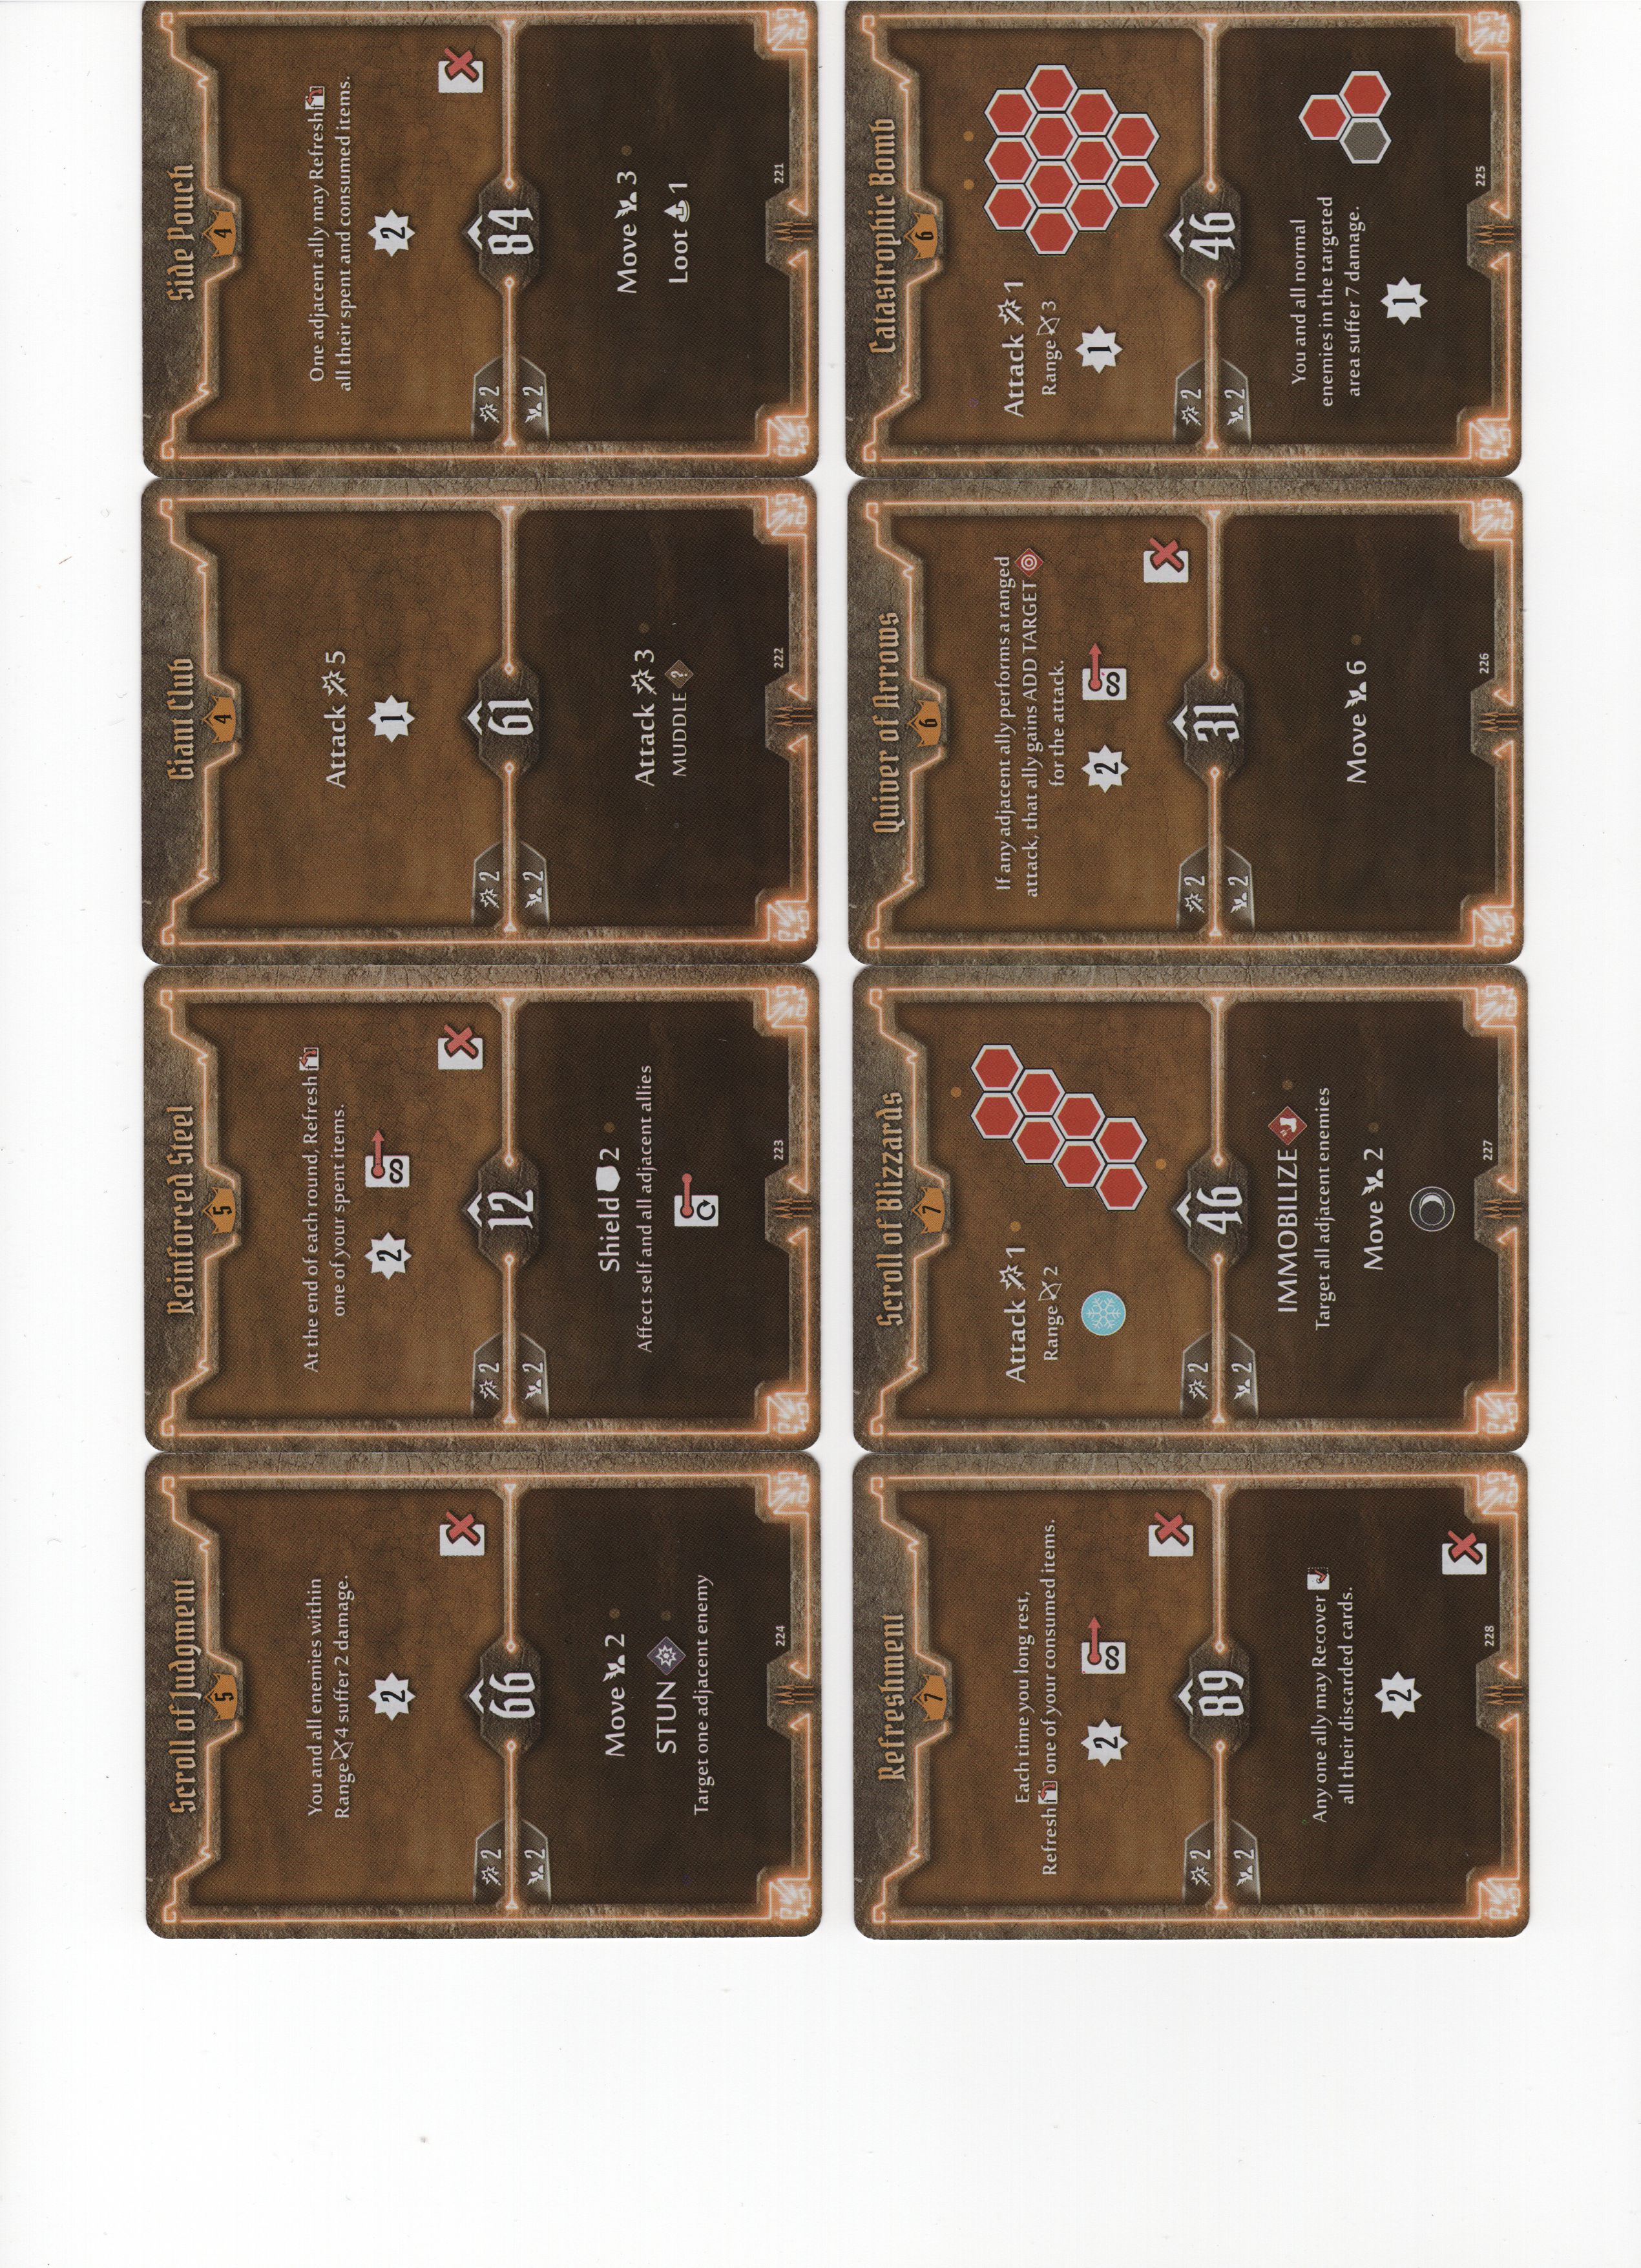 Scroll of Judgment
5
You and all enemies within
Range 4 suffer 2 damage.
2
2
66
2
Move 2
STUN
Target one adjacent enemy
224
Reinforced Steel
5
At the end of each round, Refresh
one of your spent items.
2
2
12
2
Shield 2
Affect self and all adjacent allies
223
Giant Club
4
Attack 5
1
2
61
2
Attack 3
MUDDLE
222
Side Pouch
4
One adjacent ally may Refresh
all their spent and consumed items.
2
2
84
2
Move 3
Loot 1
221
Refreshment
7
Each time you long rest,
Refresh one of your consumed items.
2
2
89
2
Any one ally may Recover
all their discarded cards.
2
228
Scroll of Blizzards
7
Attack 1
Range 2
2
46
2
IMMOBILIZE
Target all adjacent enemies
Move 2
227
Quiver of Arrows
6
If any adjacent ally performs a ranged
attack, that ally gains ADD TARGET
for the attack.
2
2
31
2
Move 6
226
Catastrophic Bomb
6
Attack 1
Range 3
1
2
46
2
You and all normal
enemies in the targeted
area suffer 7 damage.
1
225